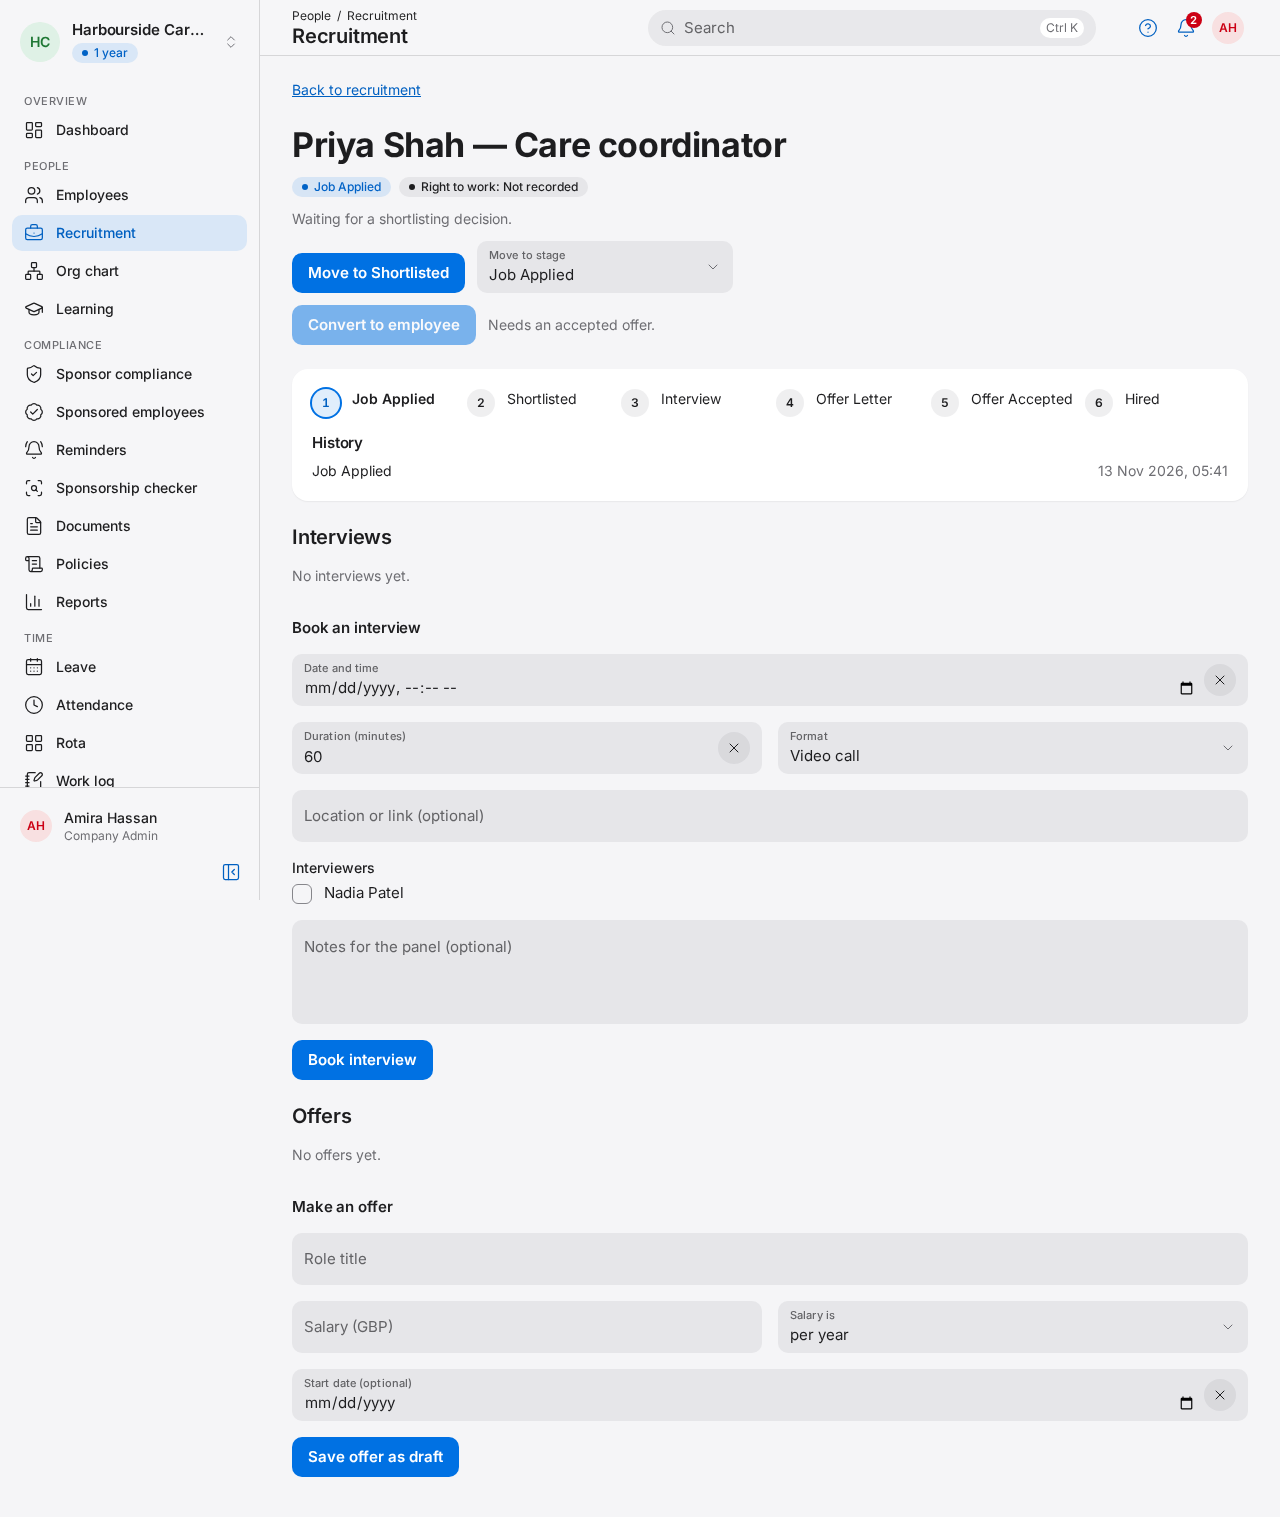 HC
Harbourside Car...
1 year
OVERVIEW
Dashboard
PEOPLE
Employees
Recruitment
Org chart
Learning
COMPLIANCE
Sponsor compliance
Sponsored employees
Reminders
Sponsorship checker
Documents
Policies
Reports
TIME
Leave
Attendance
Rota
Work log
AH
Amira Hassan
Company Admin
People / Recruitment
Recruitment
Search
Ctrl K
2
AH
Back to recruitment
Priya Shah — Care coordinator
Job Applied
Right to work: Not recorded
Waiting for a shortlisting decision.
Move to Shortlisted
Move to stage
Job Applied
Convert to employee
Needs an accepted offer.
1 Job Applied
2 Shortlisted
3 Interview
4 Offer Letter
5 Offer Accepted
6 Hired
History
Job Applied 13 Nov 2026, 05:41
Interviews
No interviews yet.
Book an interview
Date and time
mm/dd/yyyy, --:-- --
Duration (minutes)
60
Format
Video call
Location or link (optional)
Interviewers
Nadia Patel
Notes for the panel (optional)
Book interview
Offers
No offers yet.
Make an offer
Role title
Salary (GBP)
Salary is
per year
Start date (optional)
mm/dd/yyyy
Save offer as draft